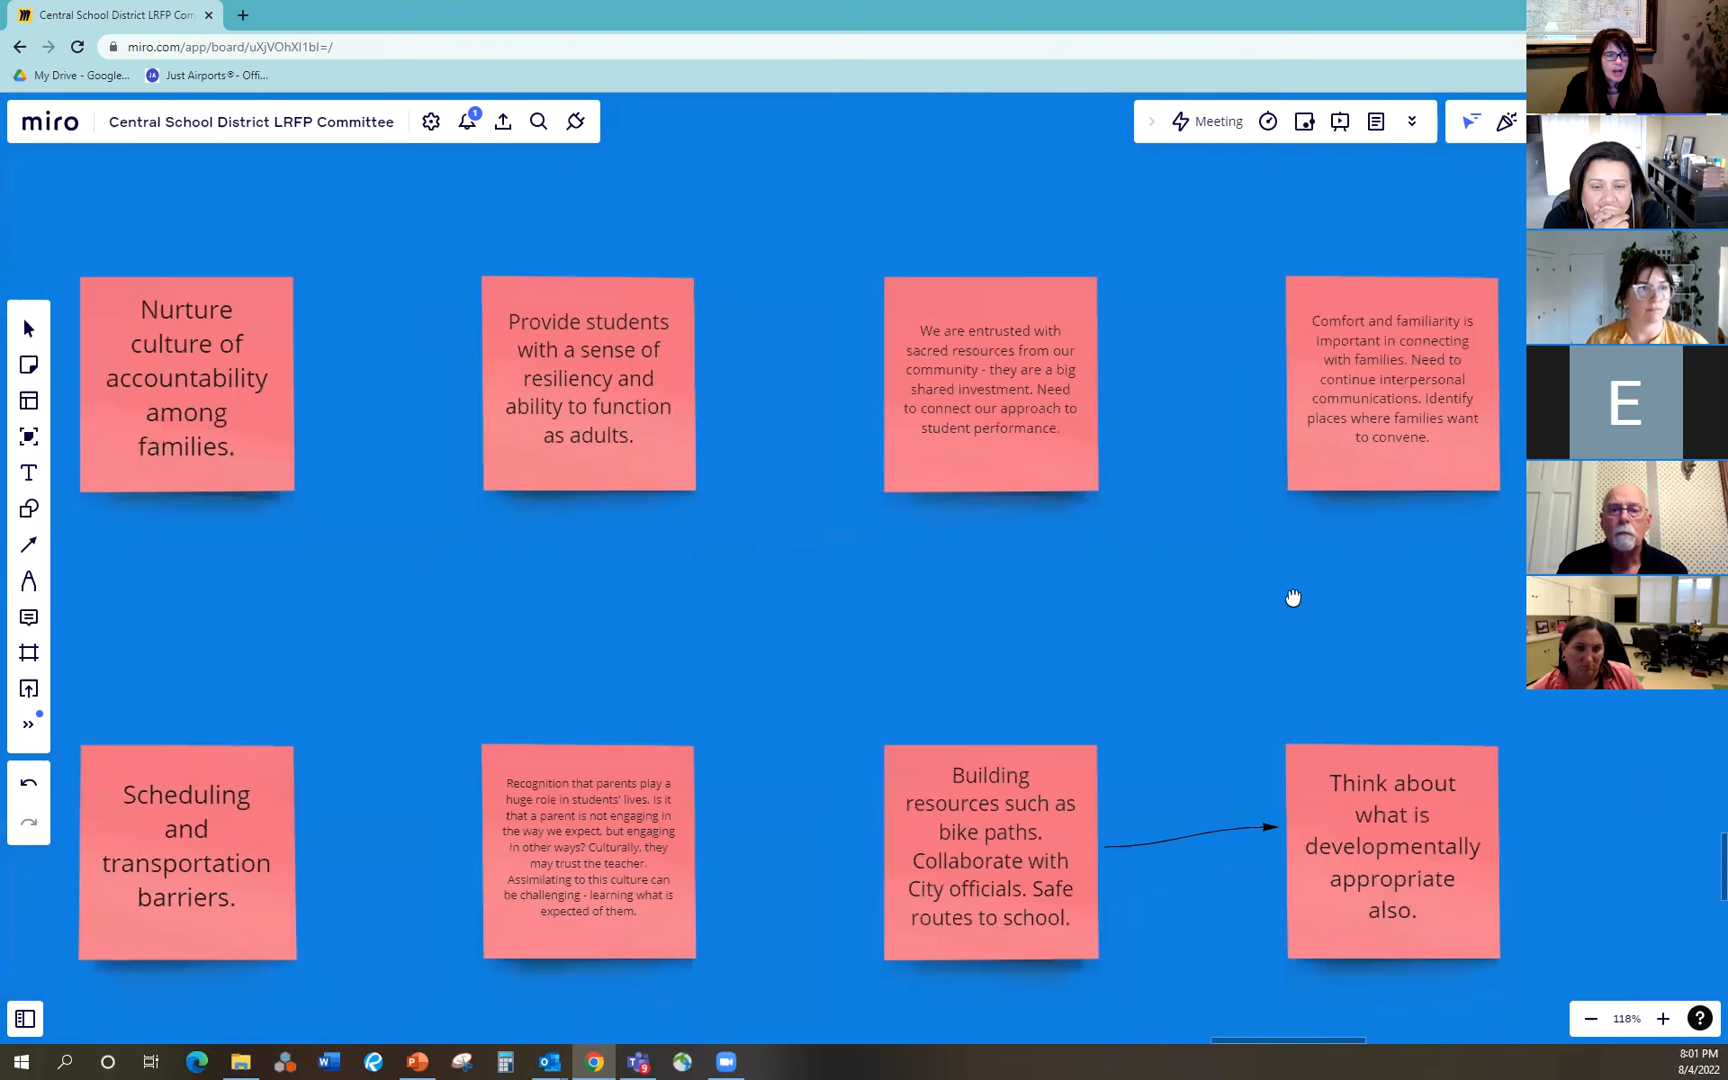 Central School District LRFP Com
miro.com/app/board/uXjVOhXI1bI=/
My Drive - Google...
JA
Just Airports® - Offi...
miro
Central School District LRFP Committee
1
Meeting
Nurture
culture of
accountability
among
families.
Provide students
with a sense of
resiliency and
ability to function
as adults.
We are entrusted with
sacred resources from our
community - they are a big
shared investment. Need
to connect our approach to
student performance.
Comfort and familiarity is
important in connecting
with families. Need to
continue interpersonal
communications. Identify
places where families want
to convene.
E
Scheduling
and
transportation
barriers.
Recognition that parents play a
huge role in students' lives. Is it
that a parent is not engaging in
the way we expect, but engaging
in other ways? Culturally, they
may trust the teacher.
Assimilating to this culture can
be challenging - learning what is
expected of them.
Building
resources such as
bike paths.
Collaborate with
City officials. Safe
routes to school.
Think about
what is
developmentally
appropriate
also.
118%
?
9
8:01 PM
8/4/2022